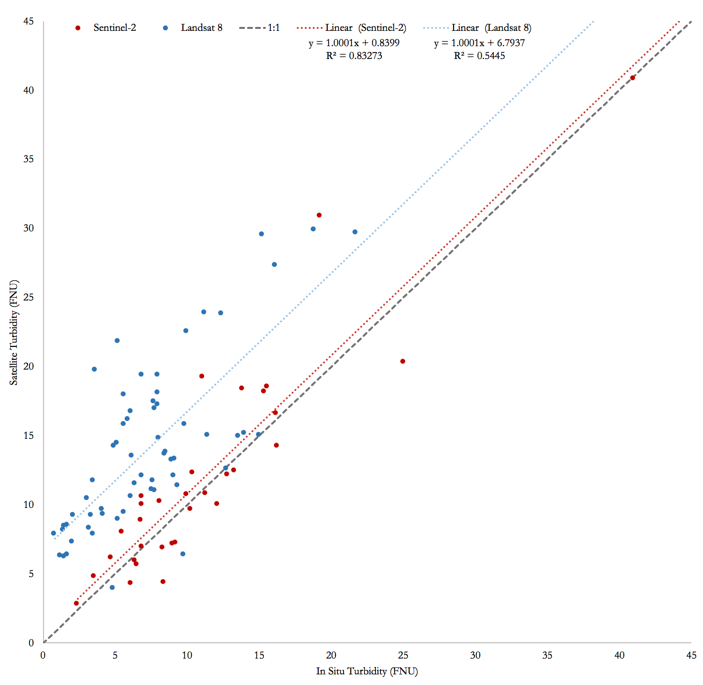 Sentinel-2
Landsat 8
1:1
Linear (Sentinel-2)
y = 1.0001x + 0.8399
R² = 0.83273
Linear (Landsat 8)
y = 1.0001x + 6.7937
R² = 0.5445
Satellite Turbidity (FNU)
45
40
35
30
25
20
15
10
5
0
0 5 10 15 20 25 30 35 40 45
In Situ Turbidity (FNU)